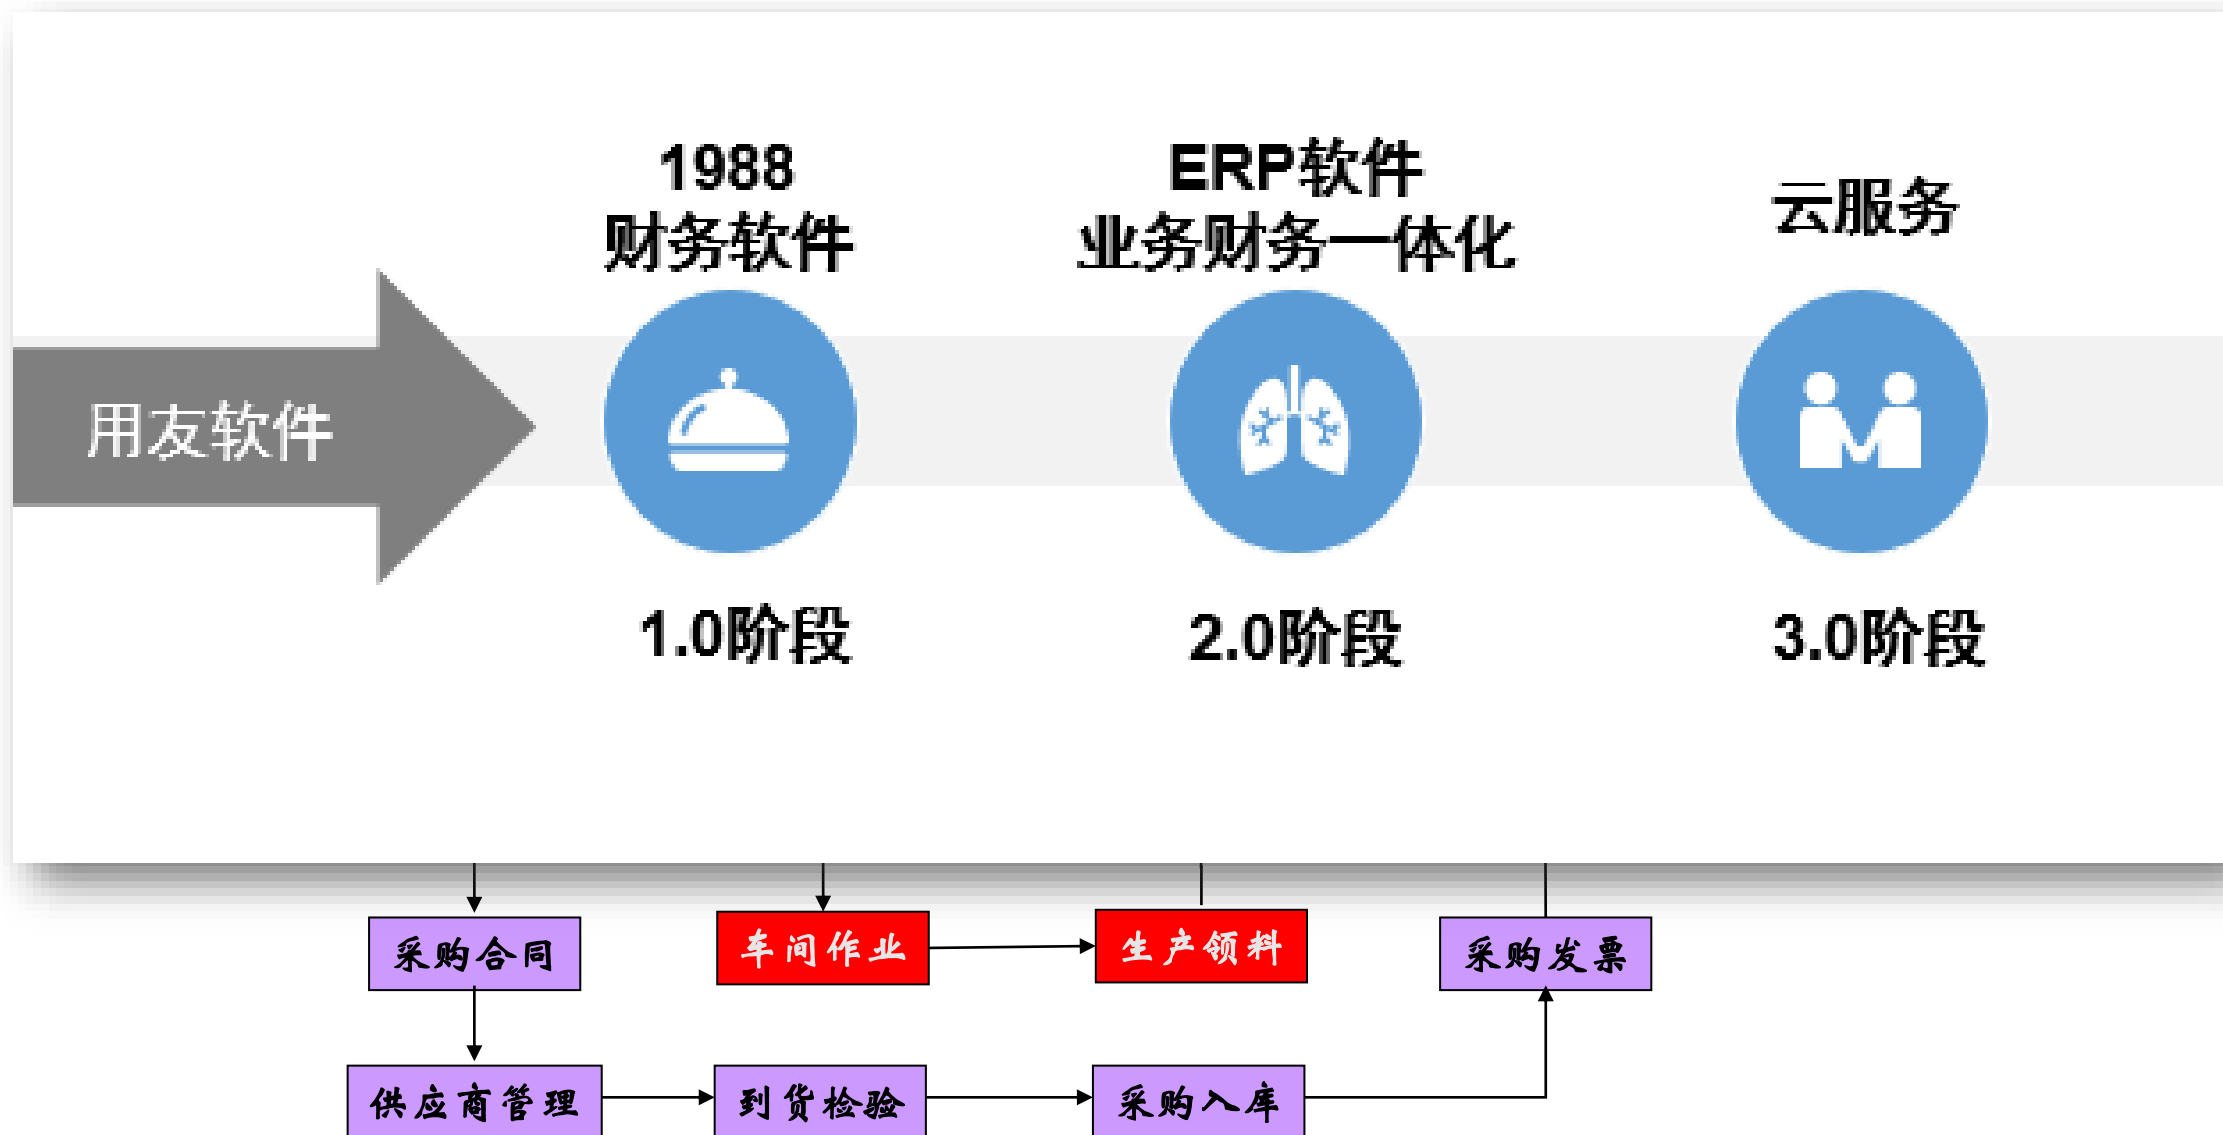 1988
财务软件
ERP软件
业务财务一体化
云服务
用友软件
1.0阶段
2.0阶段
3.0阶段
采购合同
车间作业
生产领料
采购发票
供应商管理
到货检验
采购入库